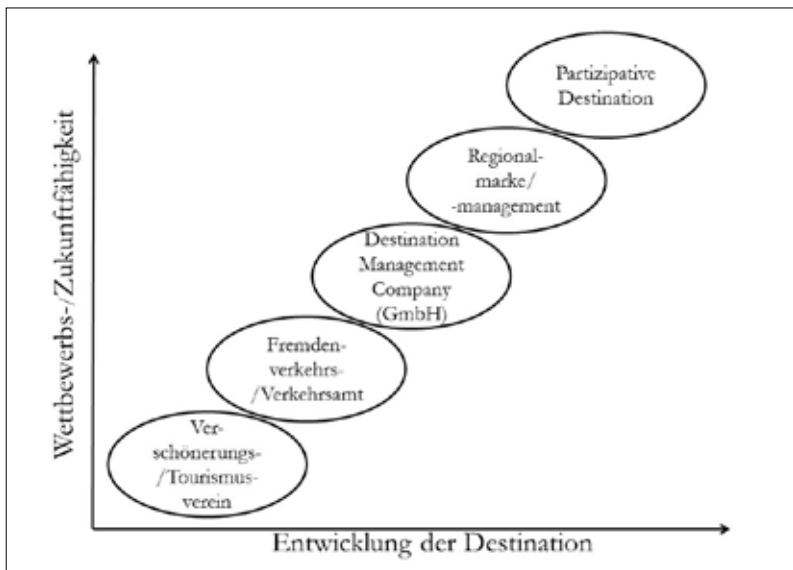 Partizipative
Destination
Regional-
marke/
-management
Destination
Management
Company
(GmbH)
Fremden-
verkehrs-
/Verkehrsamt
Ver-
schönerungs-
/Tourismus-
verein
Wettbewerbs-/Zukunftfähigkeit
Entwicklung der Destination